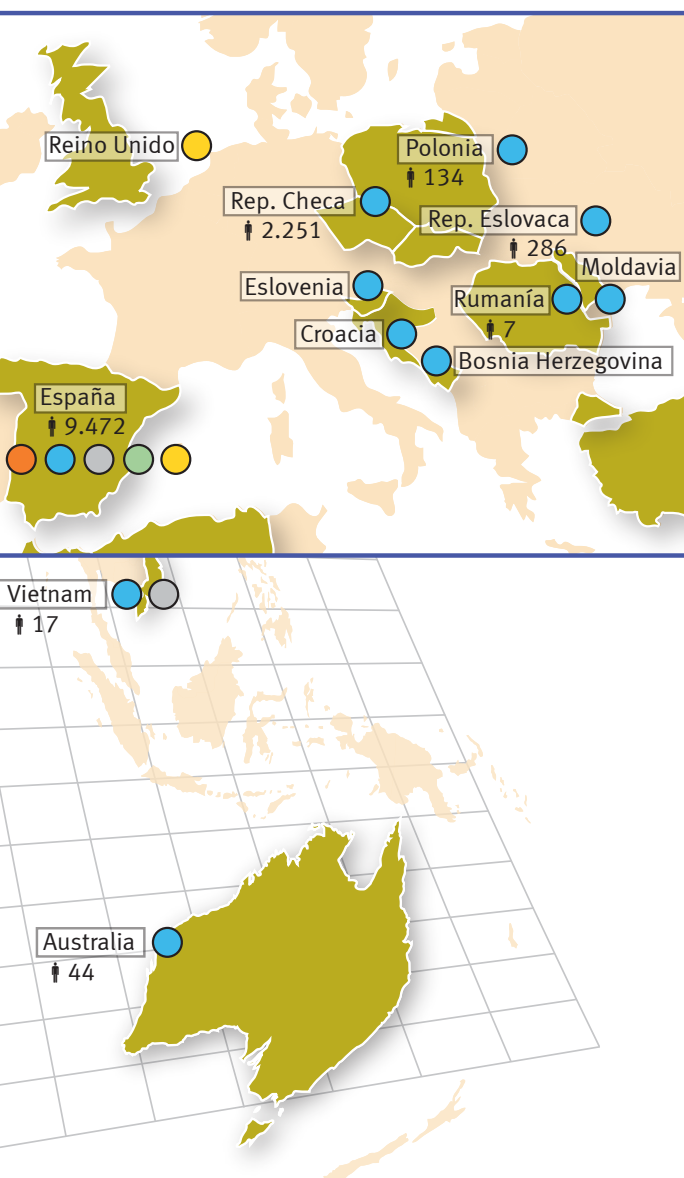 Reino Unido
Polonia
134
Rep. Checa
2.251
Rep. Eslovaca
286
Moldavia
Eslovenia
Rumanía
7
Croacia
Bosnia Herzegovina
España
9.472
Vietnam
17
Australia
44